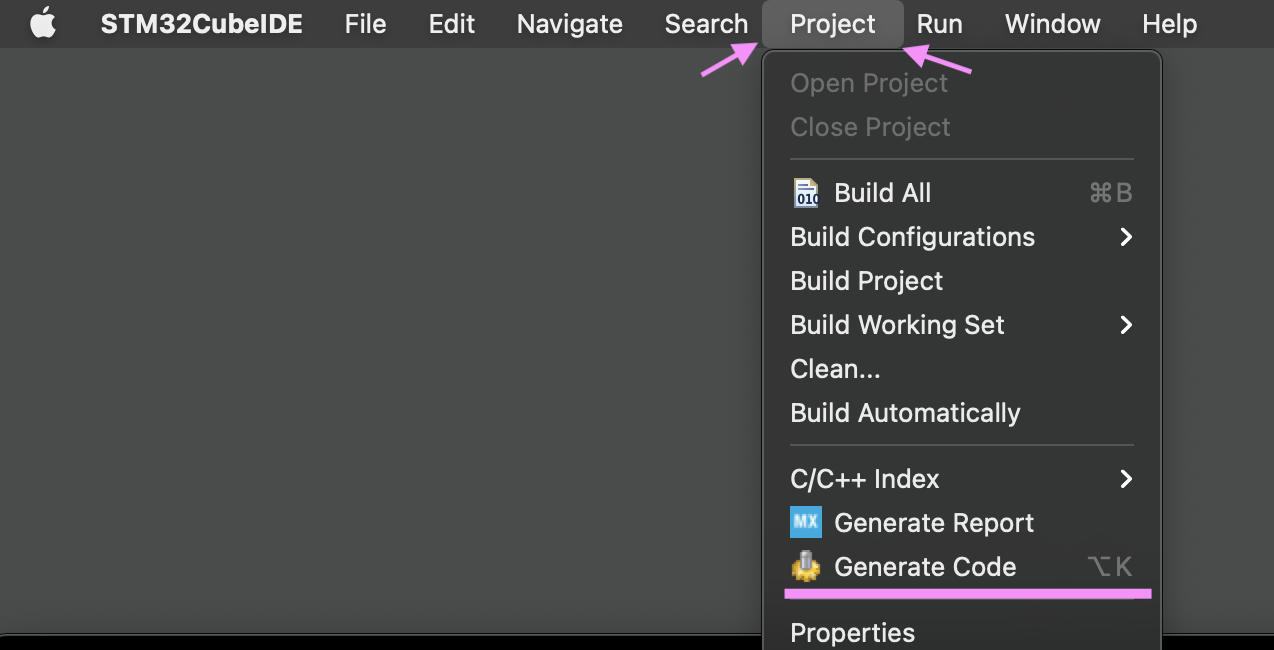 STM32CubeIDE File Edit Navigate Search Project Run Window Help
Open Project
Close Project
010
Build All ⌘B
Build Configurations
Build Project
Build Working Set
Clean...
Build Automatically
C/C++ Index
MX Generate Report
Generate Code ⌥K
Properties